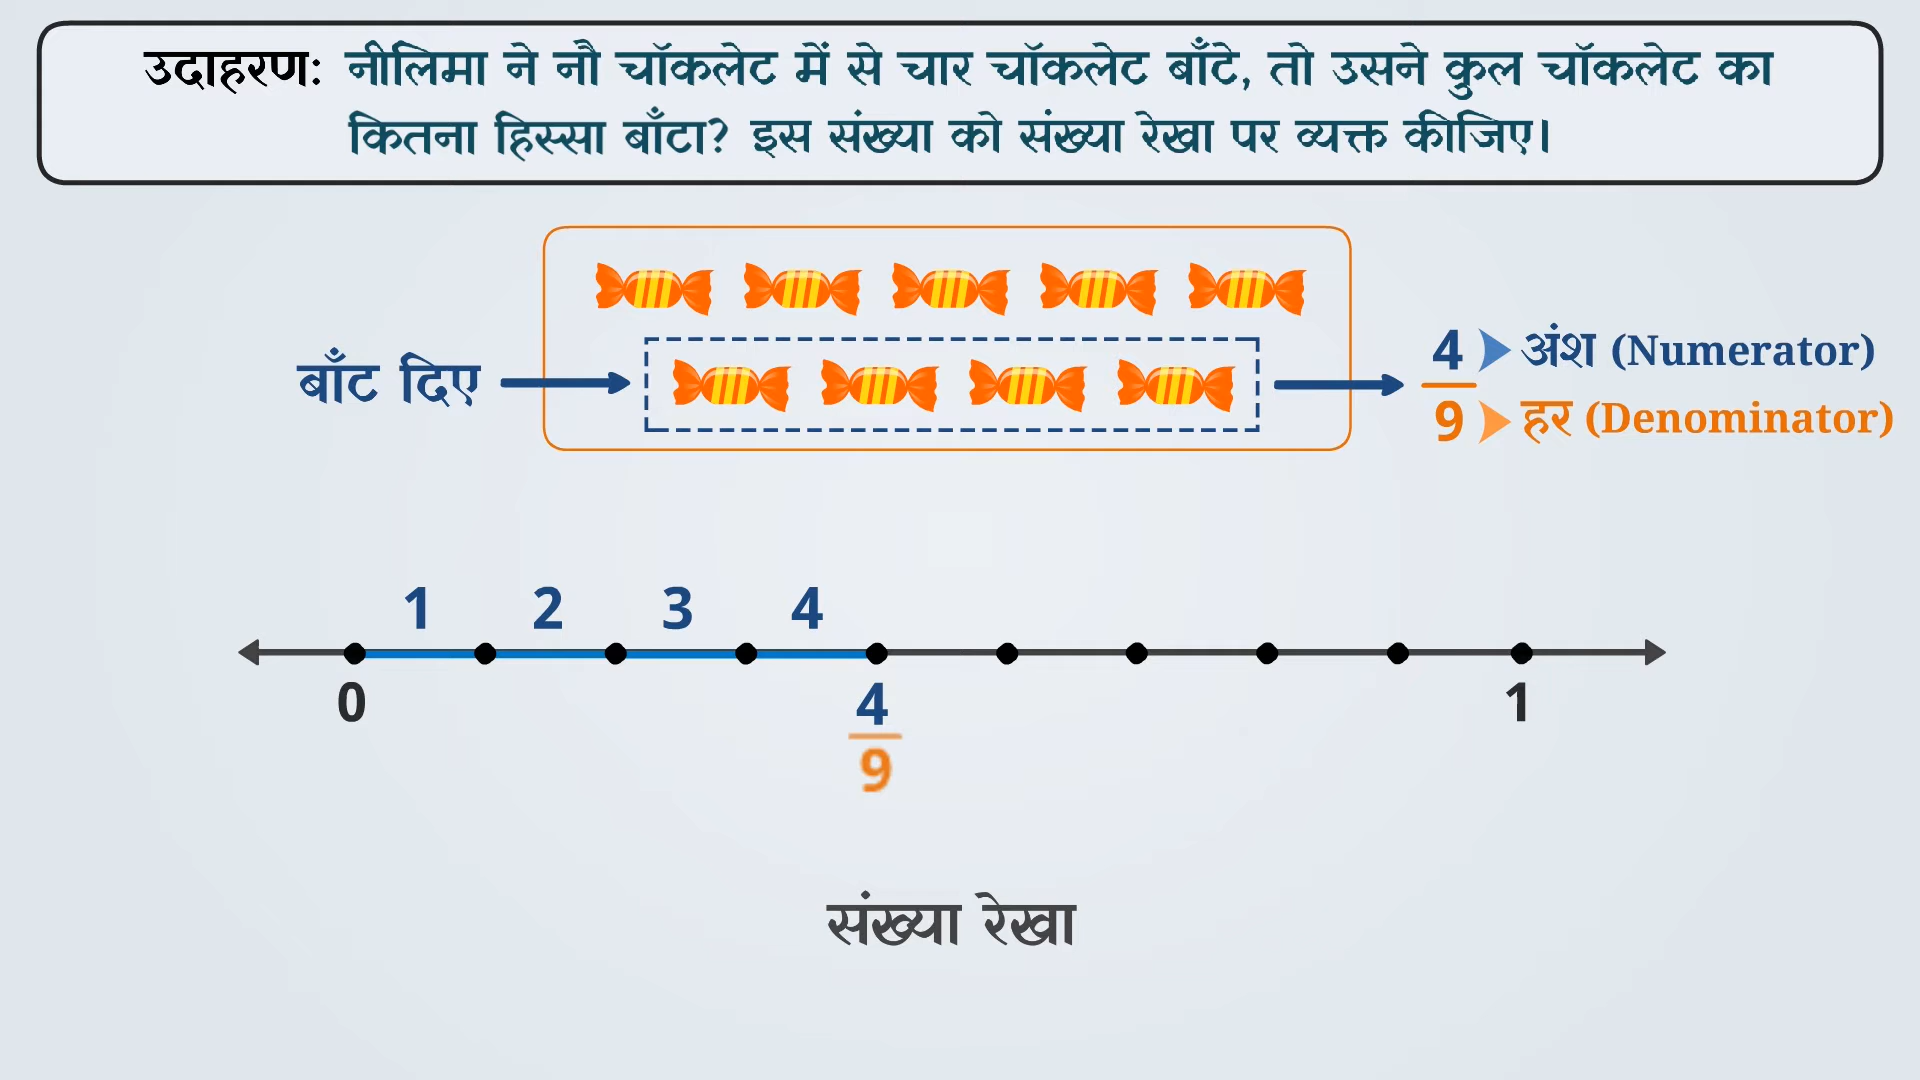 उदाहरण: नीलिमा ने नौ चॉकलेट में से चार चॉकलेट बाँटे, तो उसने कुल चॉकलेट का
कितना हिस्सा बाँटा? इस संख्या को संख्या रेखा पर व्यक्त कीजिए।
बाँट दिए
4 अंश (Numerator)
9 हर (Denominator)
1 2 3 4
0 4 1
9
संख्या रेखा